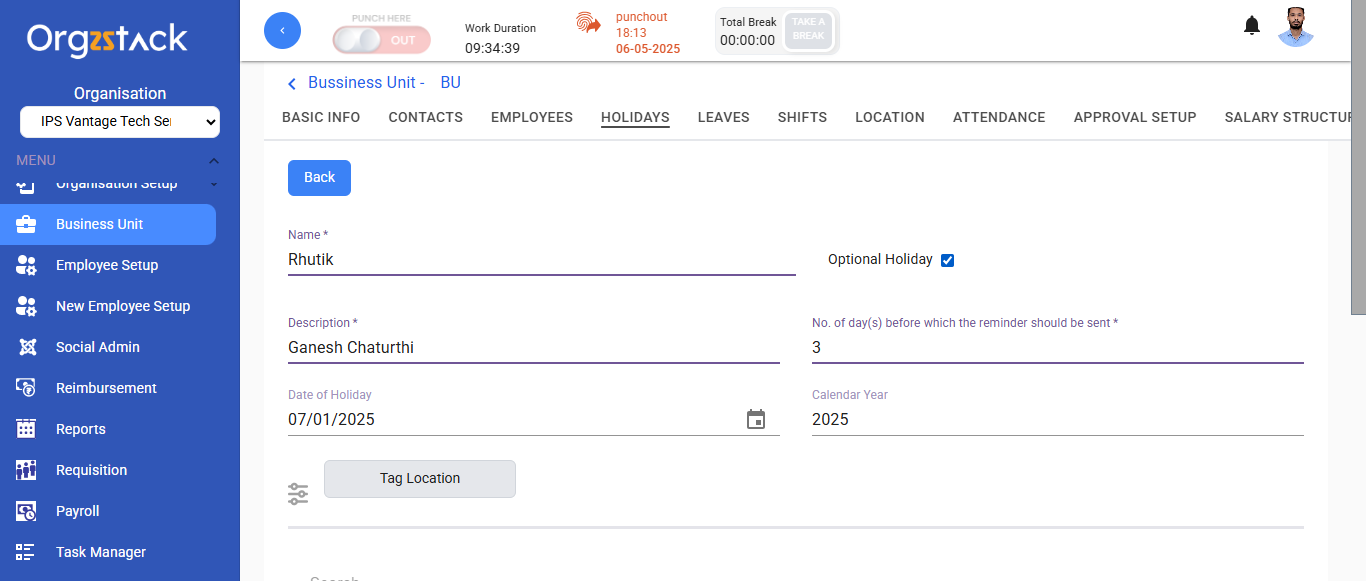 Orgzstack
Organisation
IPS Vantage Tech Ser
MENU
Organisation Setup
Business Unit
Employee Setup
New Employee Setup
Social Admin
Reimbursement
Reports
Requisition
Payroll
Task Manager
PUNCH HERE
OUT
Work Duration
09:34:39
punchout
18:13
06-05-2025
Total Break
00:00:00
TAKE A
BREAK
Bussiness Unit - BU
BASIC INFO CONTACTS EMPLOYEES HOLIDAYS LEAVES SHIFTS LOCATION ATTENDANCE APPROVAL SETUP SALARY STRUCTUR
Back
Name *
Rhutik
Optional Holiday
Description *
Ganesh Chaturthi
No. of day(s) before which the reminder should be sent *
3
Date of Holiday
07/01/2025
Calendar Year
2025
Tag Location
Search